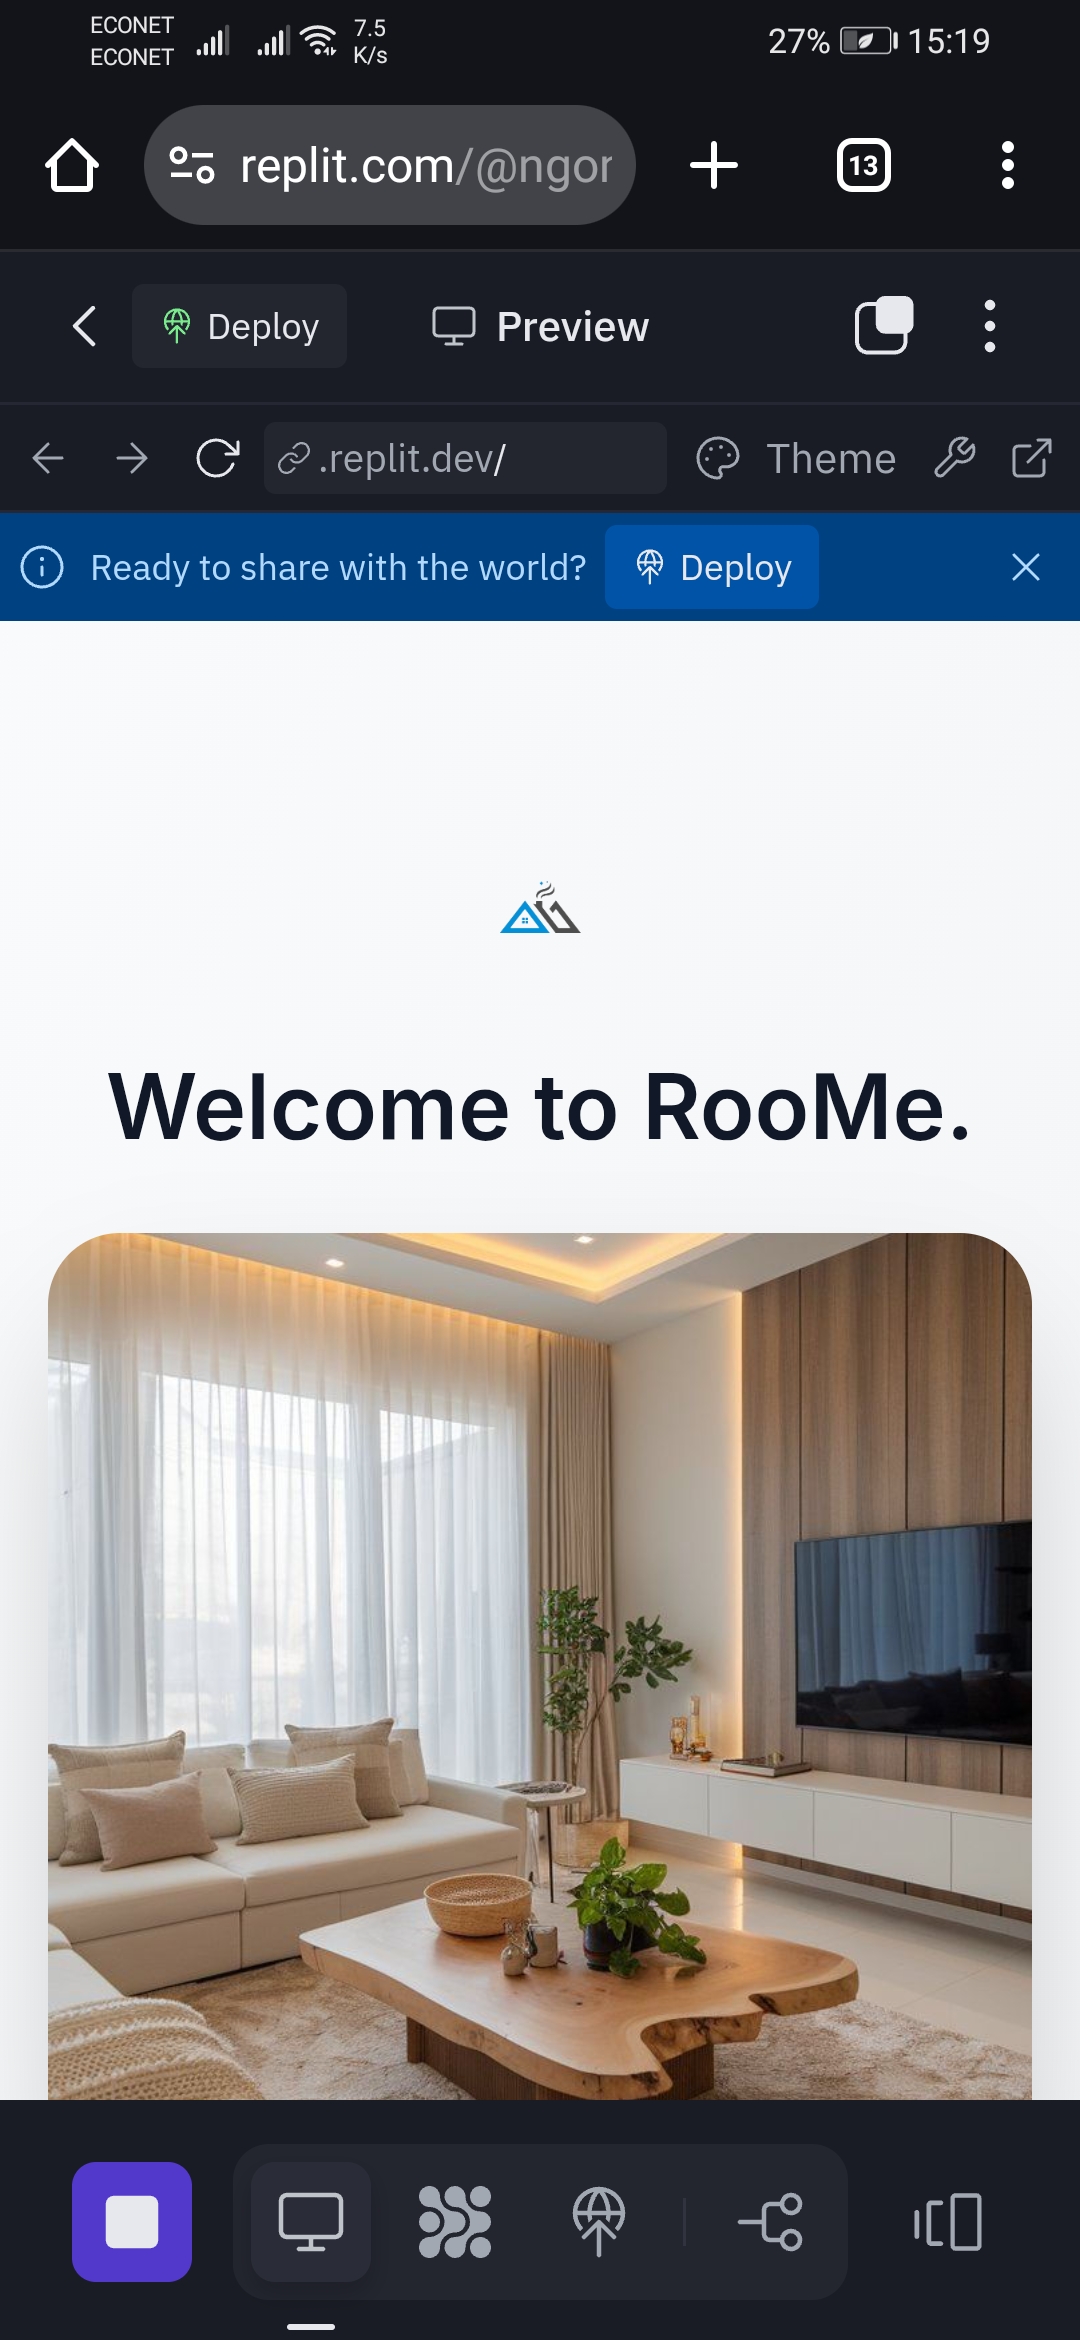 ECONET
ECONET
7.5
K/s
27%
15:19
replit.com/@ngor
13
Deploy
Preview
.replit.dev/
Theme
Ready to share with the world?
Deploy
Welcome to RooMe.